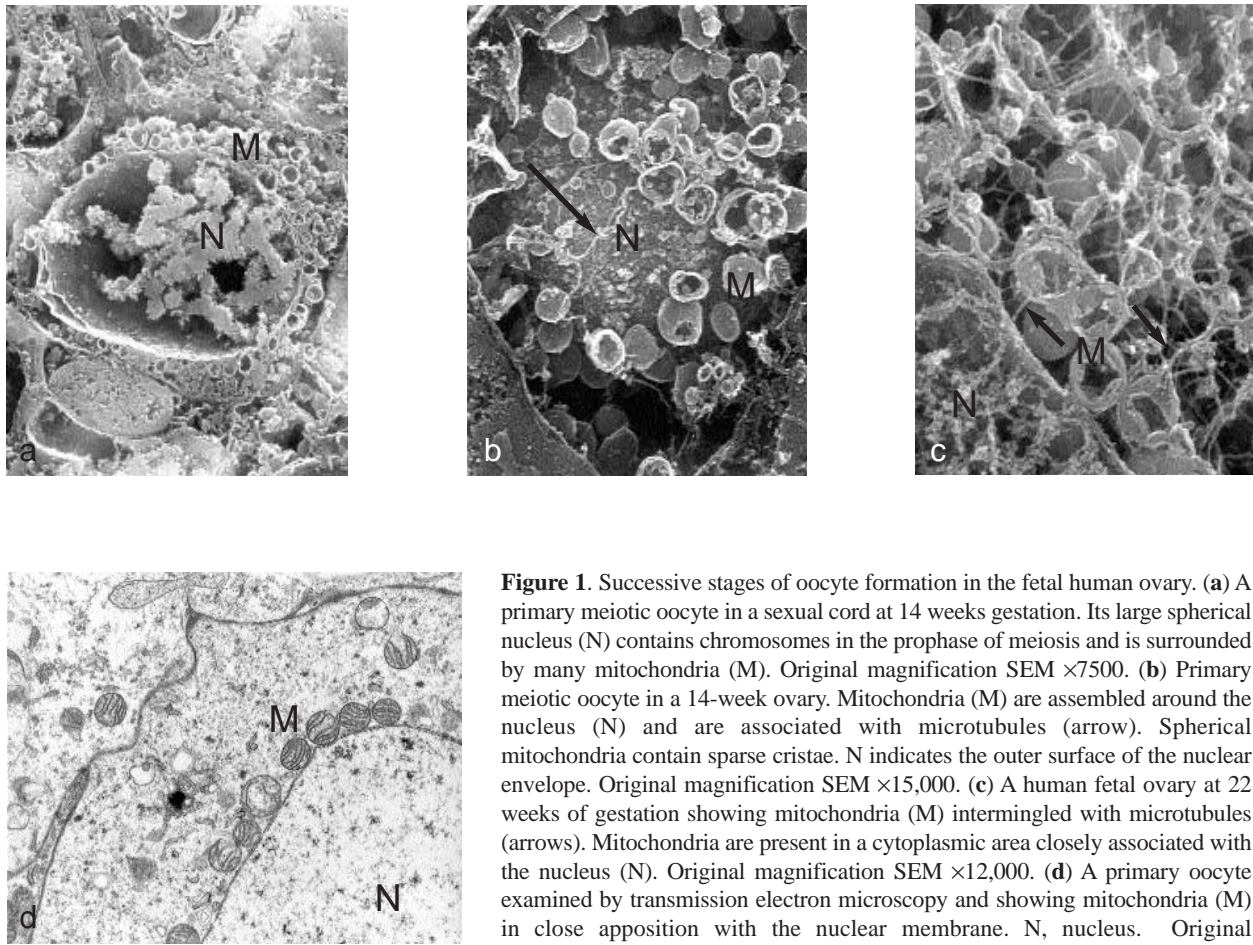 M
N
a
N
M
b
M
N
c
M
N
d
Figure 1. Successive stages of oocyte formation in the fetal human ovary. (a) A
primary meiotic oocyte in a sexual cord at 14 weeks gestation. Its large spherical
nucleus (N) contains chromosomes in the prophase of meiosis and is surrounded
by many mitochondria (M). Original magnification SEM ×7500. (b) Primary
meiotic oocyte in a 14-week ovary. Mitochondria (M) are assembled around the
nucleus (N) and are associated with microtubules (arrow). Spherical
mitochondria contain sparse cristae. N indicates the outer surface of the nuclear
envelope. Original magnification SEM ×15,000. (c) A human fetal ovary at 22
weeks of gestation showing mitochondria (M) intermingled with microtubules
(arrows). Mitochondria are present in a cytoplasmic area closely associated with
the nucleus (N). Original magnification SEM ×12,000. (d) A primary oocyte
examined by transmission electron microscopy and showing mitochondria (M)
in close apposition with the nuclear membrane. N, nucleus. Original